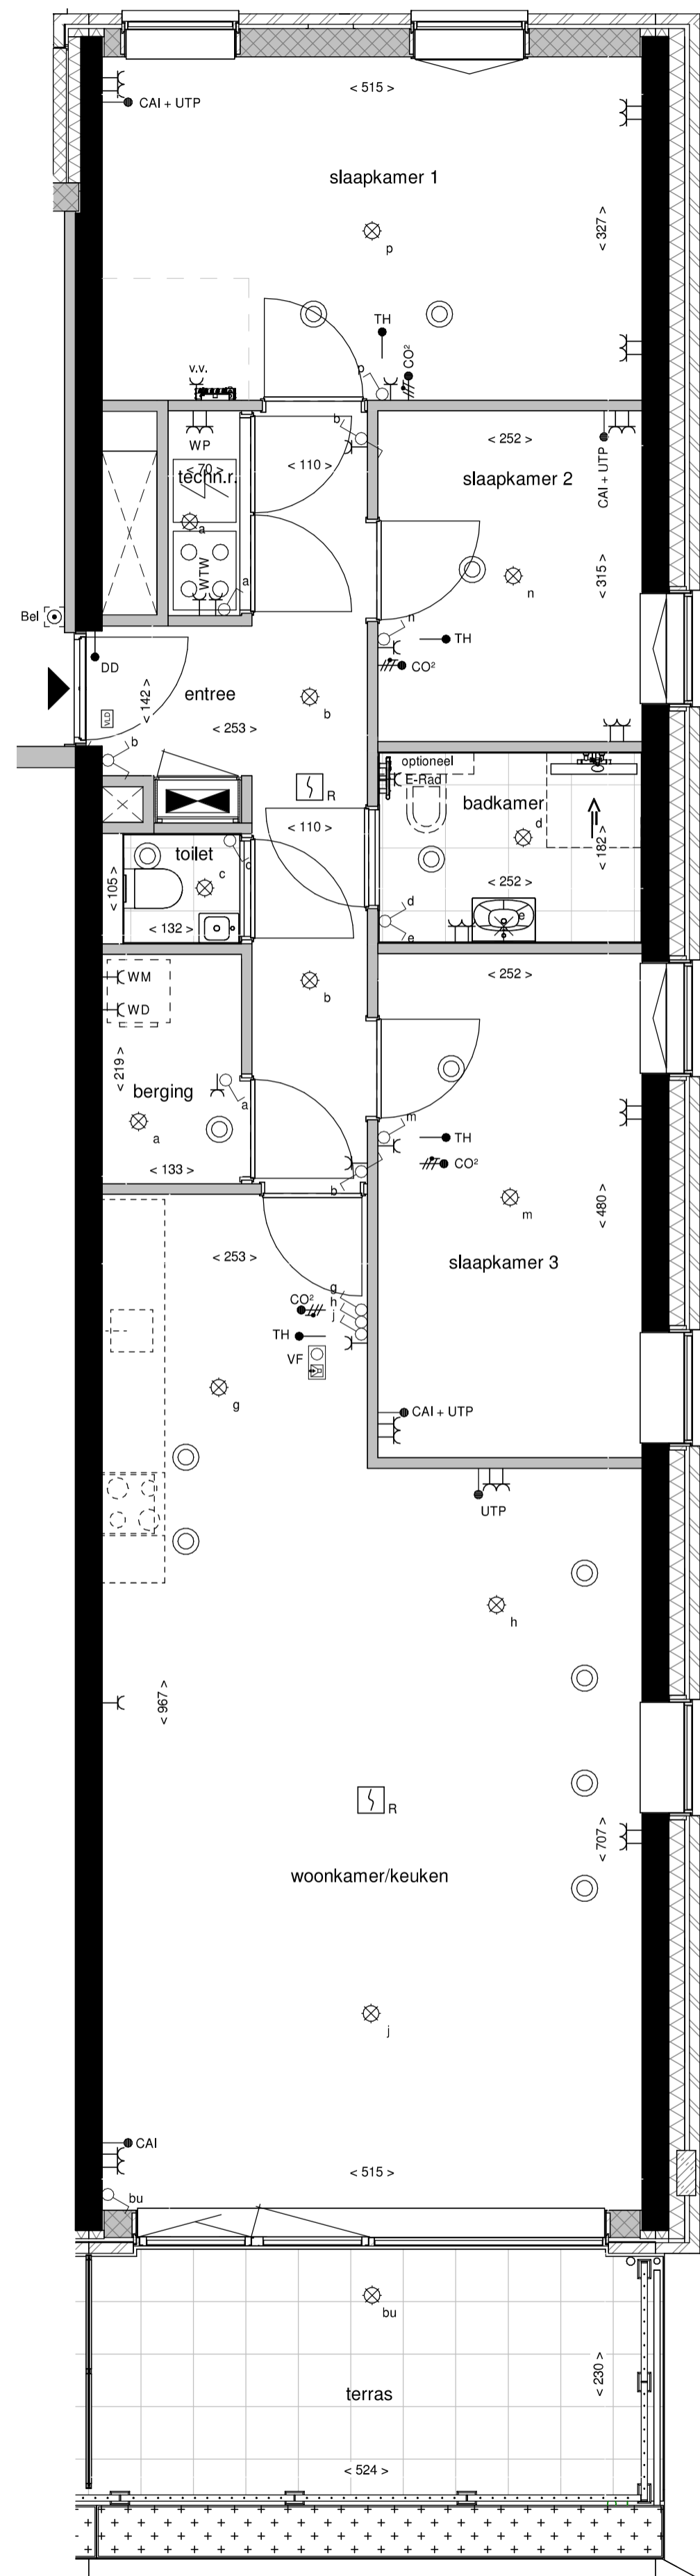 < 515 >
CAI + UTP
slaapkamer 1
< 327 >
p
TH
CO²
p
v.v.
b
WP
< 70 >
techn.r.
< 110 >
< 252 >
slaapkamer 2
CAI + UTP
a
WTW
a
n
< 315 >
Bel
n
TH
CO²
DD
entree
< 142 >
VLD
b
< 253 >
b
R
optioneel
E-Rad
badkamer
d
< 182 >
< 110 >
toilet
c
c
< 105 >
< 132 >
< 252 >
e
d
e
< 252 >
WM
WD
b
< 219 >
berging
a
a
< 133 >
m
TH
CO²
b
m
< 480 >
slaapkamer 3
< 253 >
g
h
j
CO²
TH
VF
g
CAI + UTP
UTP
h
< 967 >
R
< 707 >
woonkamer/keuken
j
CAI
< 515 >
bu
bu
< 230 >
terras
< 524 >